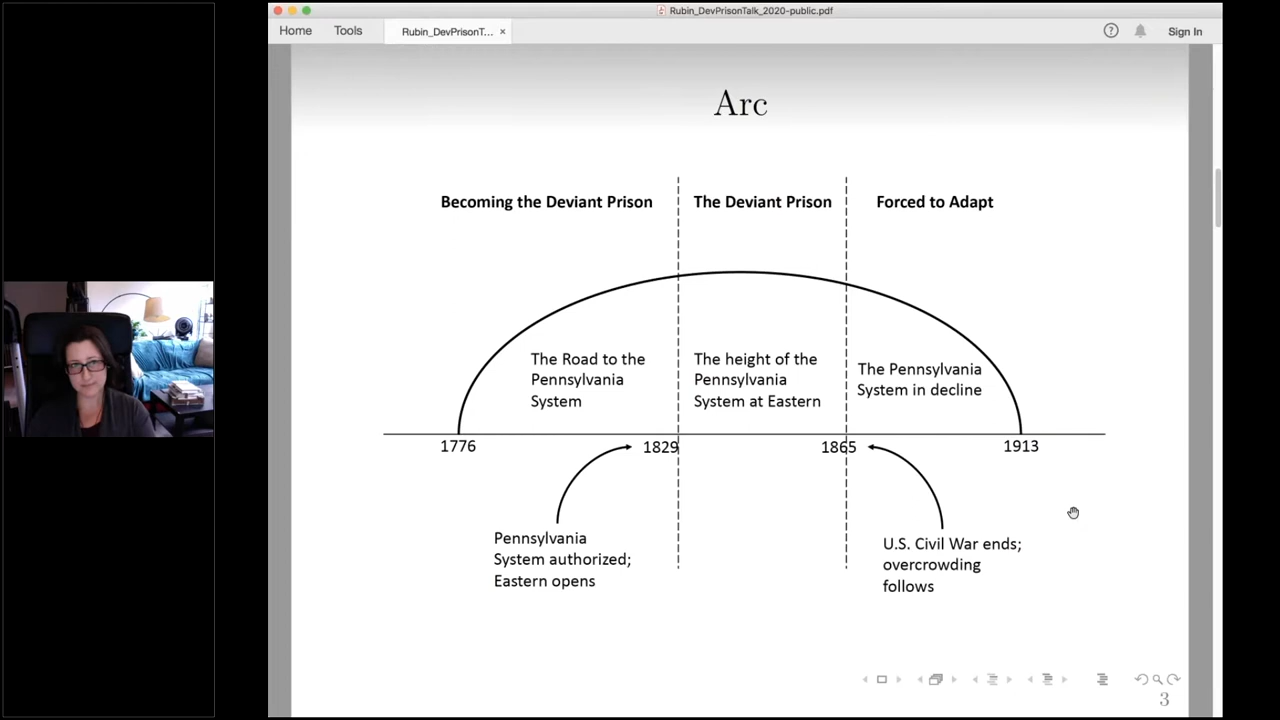 Rubin_DevPrisonTalk_2020-public.pdf
Home
Tools
Rubin_DevPrisonT...
Sign In
Arc
Becoming the Deviant Prison
The Deviant Prison
Forced to Adapt
The Road to the
Pennsylvania
System
The height of the
Pennsylvania
System at Eastern
The Pennsylvania
System in decline
1776
1829
1865
1913
Pennsylvania
System authorized;
Eastern opens
U.S. Civil War ends;
overcrowding
follows
3